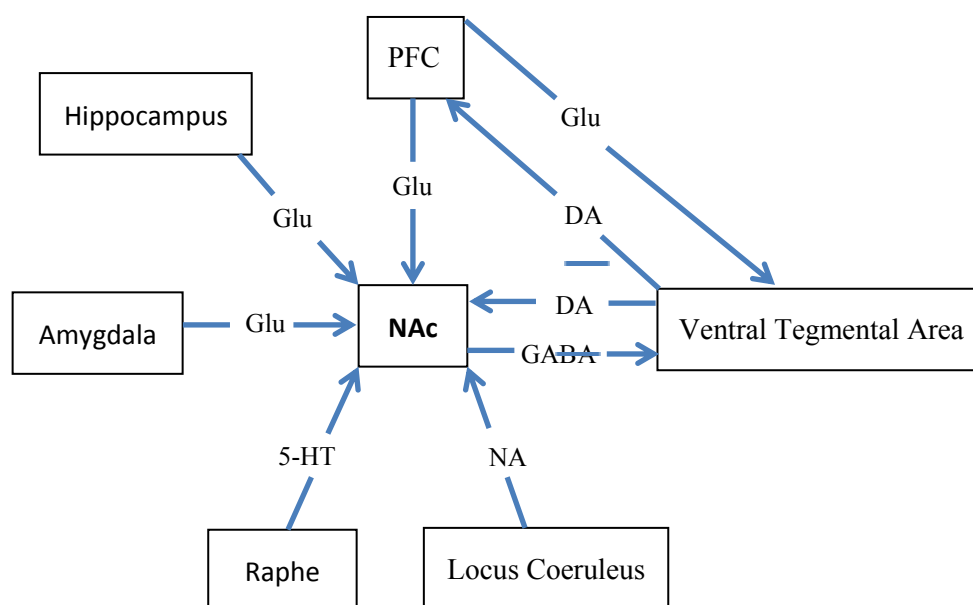 PFC
Hippocampus
Glu
Glu
Glu
DA
Amygdala
Glu
NAc
DA
GABA
Ventral Tegmental Area
5-HT
NA
Raphe
Locus Coeruleus